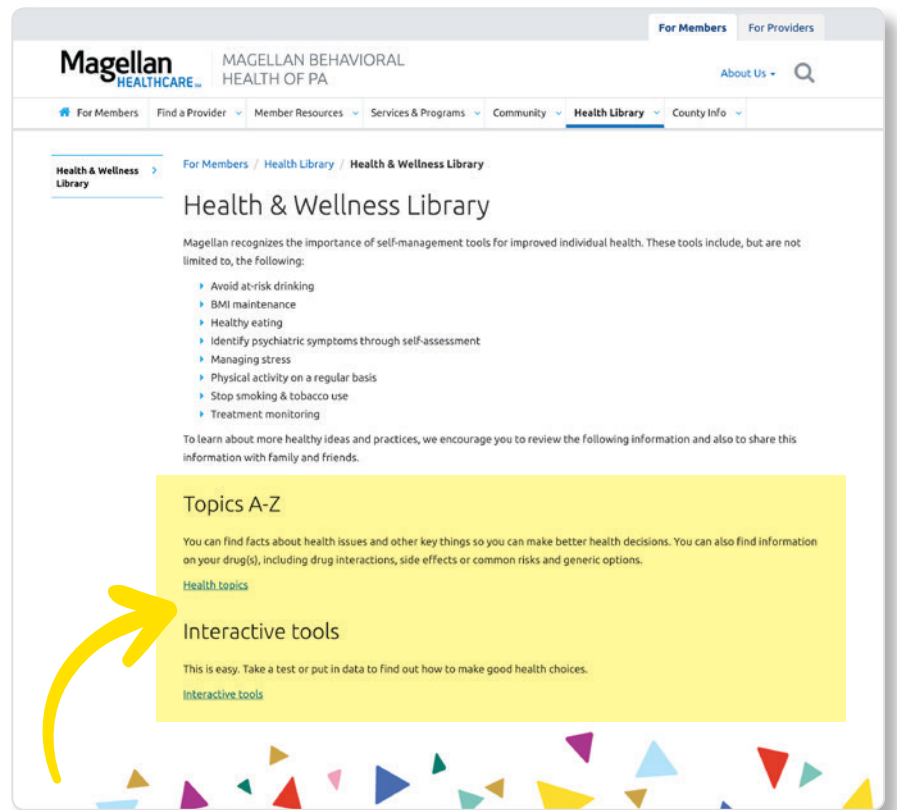 For Members For Providers
Magellan
HEALTHCARE
MAGELLAN BEHAVIORAL
HEALTH OF PA
About Us
For Members Find a Provider Member Resources Services & Programs Community Health Library County Info
Health & Wellness
Library
For Members / Health Library / Health & Wellness Library
Health & Wellness Library
Magellan recognizes the importance of self-management tools for improved individual health. These tools include, but are not
limited to, the following:
Avoid at-risk drinking
BMI maintenance
Healthy eating
Identify psychiatric symptoms through self-assessment
Managing stress
Physical activity on a regular basis
Stop smoking & tobacco use
Treatment monitoring
To learn about more healthy ideas and practices, we encourage you to review the following information and also to share this
information with family and friends.
Topics A-Z
You can find facts about health issues and other key things so you can make better health decisions. You can also find information
on your drug(s), including drug interactions, side effects or common risks and generic options.
Health topics
Interactive tools
This is easy. Take a test or put in data to find out how to make good health choices.
Interactive tools